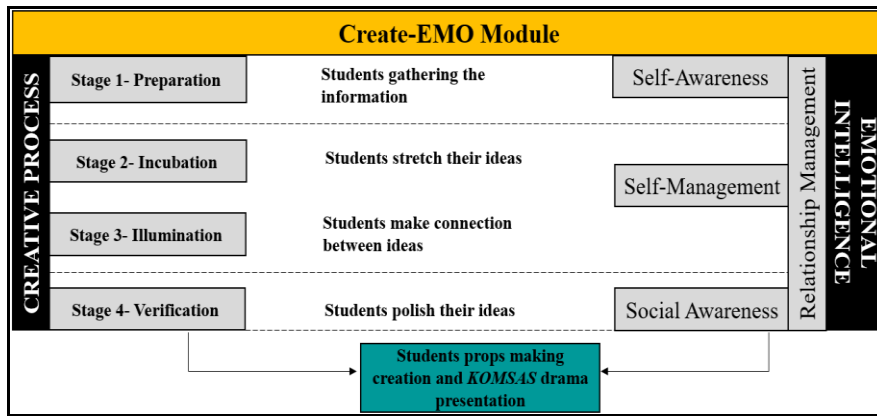 Create-EMO Module
CREATIVE PROCESS
Stage 1- Preparation
Students gathering the
information
Self-Awareness
Stage 2- Incubation
Students stretch their ideas
Self-Management
Stage 3- Illumination
Students make connection
between ideas
Stage 4- Verification
Students polish their ideas
Social Awareness
Relationship Management
EMOTIONAL
INTELLIGENCE
Students props making
creation and KOMSAS drama
presentation